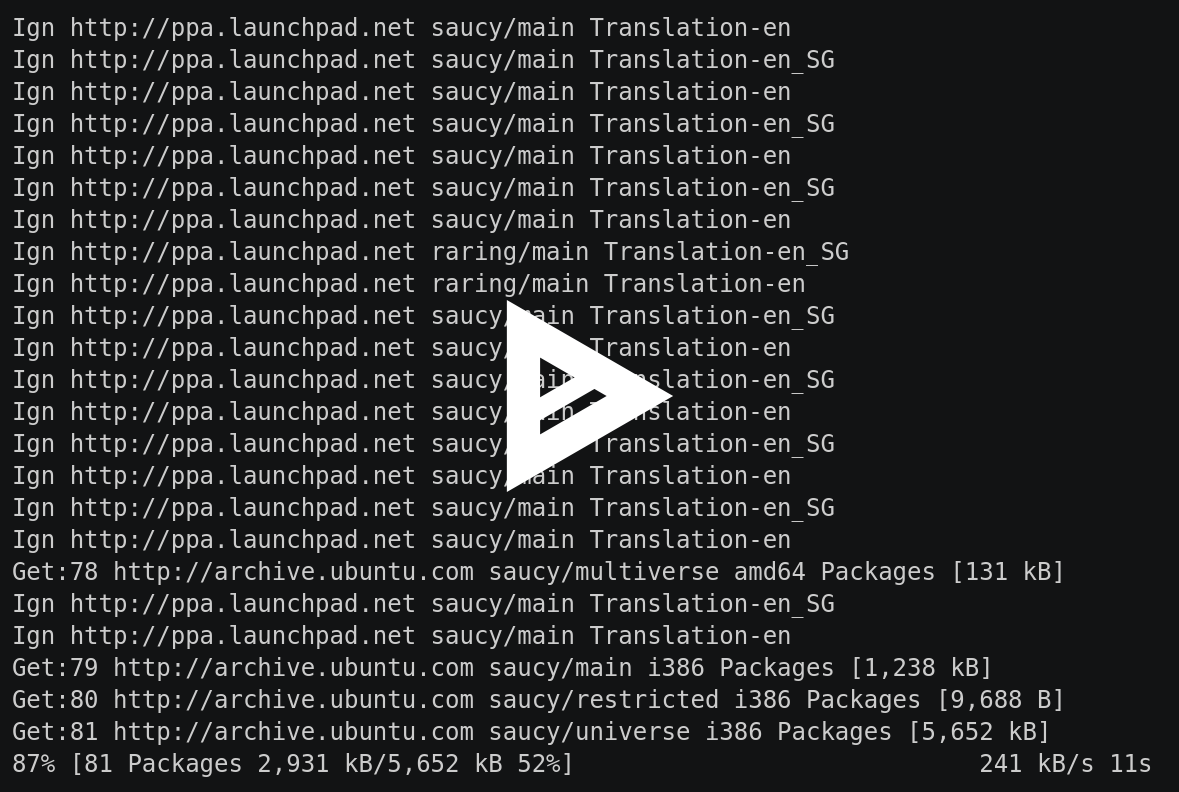 Ign http://ppa.launchpad.net saucy/main Translation-en
Ign http://ppa.launchpad.net saucy/main Translation-en_SG
Ign http://ppa.launchpad.net saucy/main Translation-en
Ign http://ppa.launchpad.net saucy/main Translation-en_SG
Ign http://ppa.launchpad.net saucy/main Translation-en
Ign http://ppa.launchpad.net saucy/main Translation-en_SG
Ign http://ppa.launchpad.net saucy/main Translation-en
Ign http://ppa.launchpad.net raring/main Translation-en_SG
Ign http://ppa.launchpad.net raring/main Translation-en
Ign http://ppa.launchpad.net saucy/main Translation-en_SG
Ign http://ppa.launchpad.net saucy/ Translation-en
Ign http://ppa.launchpad.net saucy/main Translation-en_SG
Ign http://ppa.launchpad.net saucy/main Translation-en
Ign http://ppa.launchpad.net saucy/ Translation-en_SG
Ign http://ppa.launchpad.net saucy/main Translation-en
Ign http://ppa.launchpad.net saucy/main Translation-en_SG
Ign http://ppa.launchpad.net saucy/main Translation-en
Get:78 http://archive.ubuntu.com saucy/multiverse amd64 Packages [131 kB]
Ign http://ppa.launchpad.net saucy/main Translation-en_SG
Ign http://ppa.launchpad.net saucy/main Translation-en
Get:79 http://archive.ubuntu.com saucy/main i386 Packages [1,238 kB]
Get:80 http://archive.ubuntu.com saucy/restricted i386 Packages [9,688 B]
Get:81 http://archive.ubuntu.com saucy/universe i386 Packages [5,652 kB]
87% [81 Packages 2,931 kB/5,652 kB 52%] 241 kB/s 11s